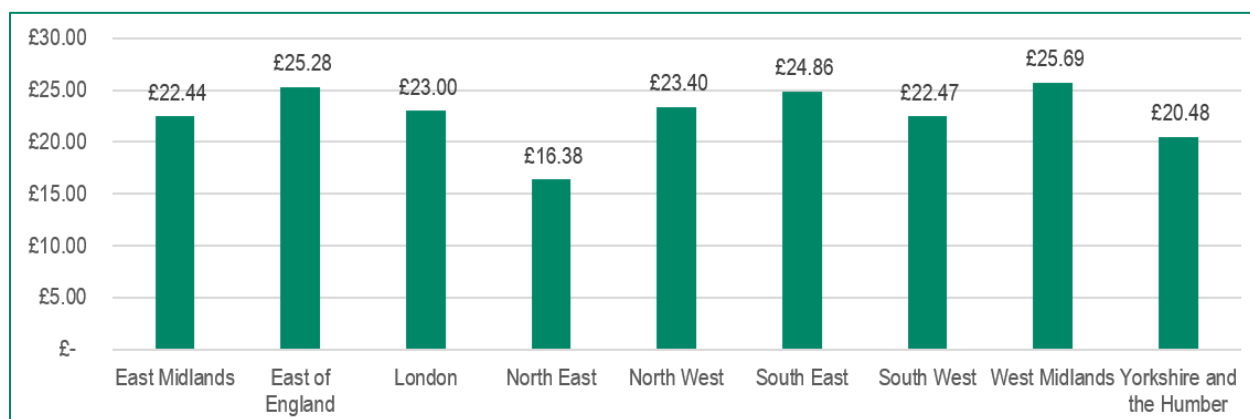 £30.00
£25.00
£20.00
£15.00
£10.00
£5.00
£-
£22.44
£25.28
£23.00
£16.38
£23.40
£24.86
£22.47
£25.69
£20.48
East Midlands
East of
England
London
North East
North West
South East
South West
West Midlands
Yorkshire and
the Humber